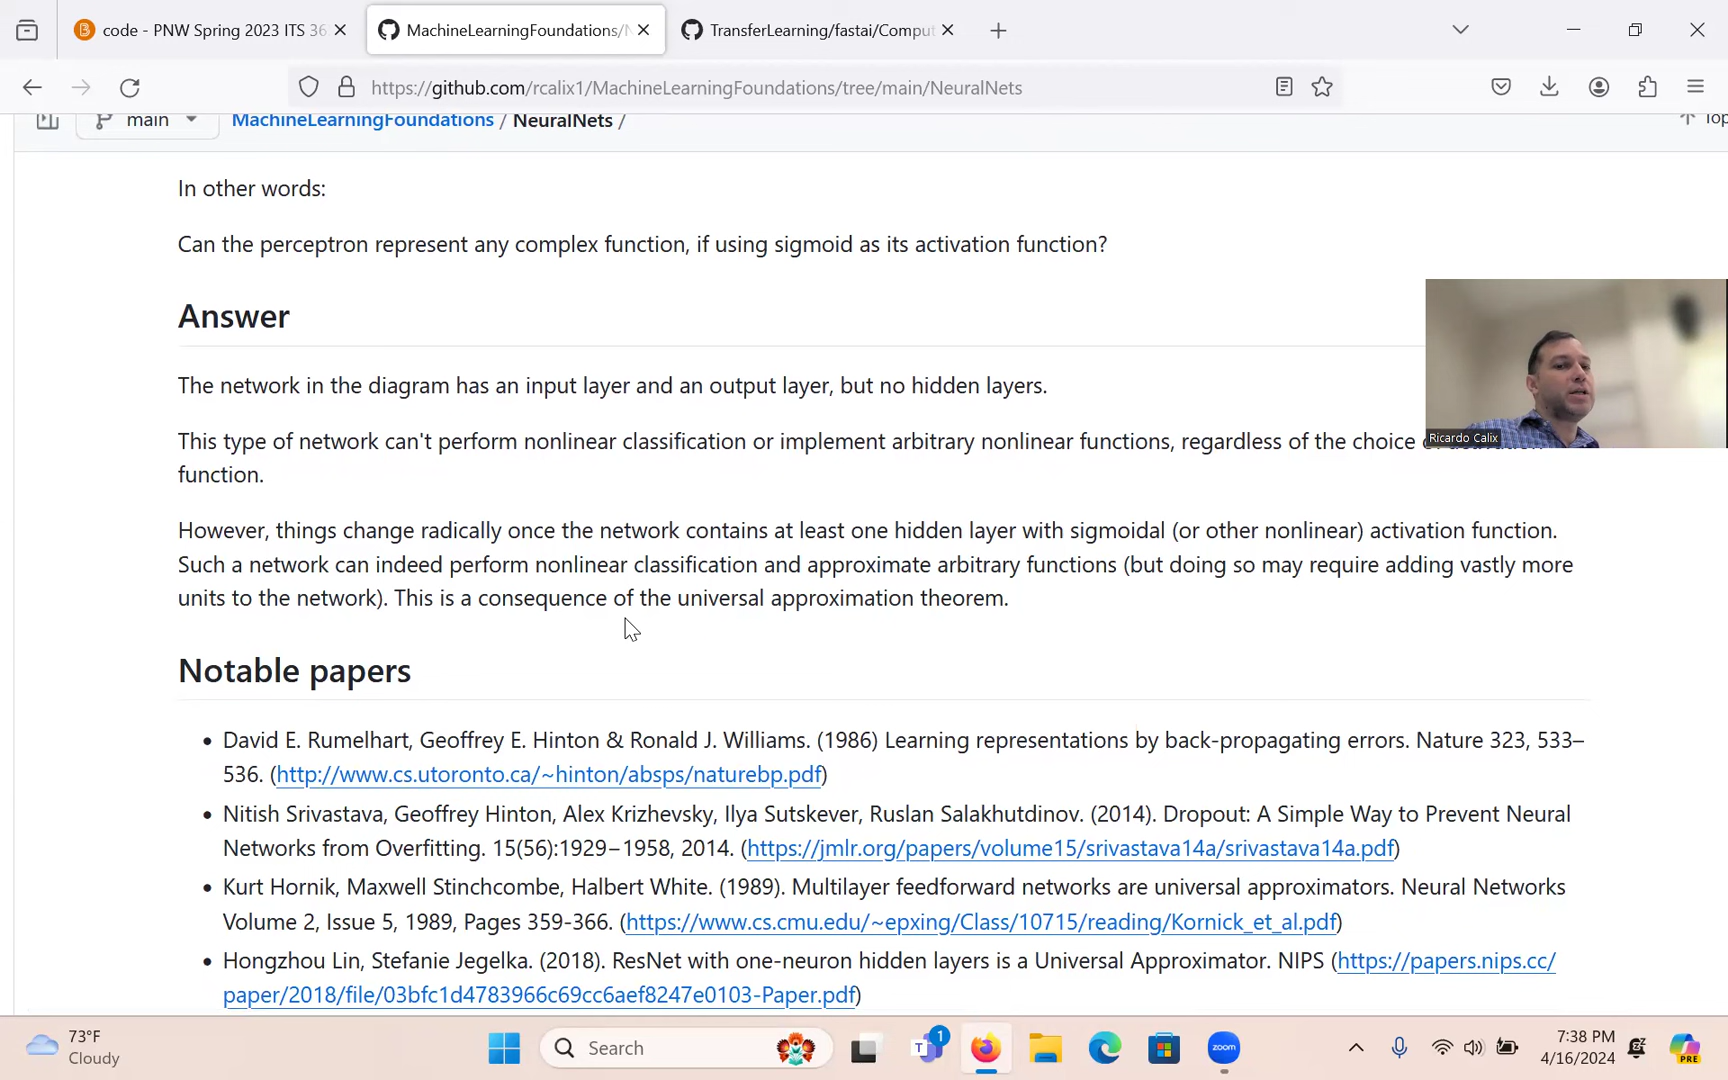 code - PNW Spring 2023 ITS 36
MachineLearningFoundations/N
TransferLearning/fastai/Comput
https://github.com/rcalix1/MachineLearningFoundations/tree/main/NeuralNets
main MachineLearningFoundations / NeuralNets / Top
In other words:
Can the perceptron represent any complex function, if using sigmoid as its activation function?
Answer
The network in the diagram has an input layer and an output layer, but no hidden layers.
This type of network can't perform nonlinear classification or implement arbitrary nonlinear functions, regardless of the choice
function.
However, things change radically once the network contains at least one hidden layer with sigmoidal (or other nonlinear) activation function.
Such a network can indeed perform nonlinear classification and approximate arbitrary functions (but doing so may require adding vastly more
units to the network). This is a consequence of the universal approximation theorem.
Notable papers
David E. Rumelhart, Geoffrey E. Hinton & Ronald J. Williams. (1986) Learning representations by back-propagating errors. Nature 323, 533–
536. (http://www.cs.utoronto.ca/~hinton/absps/naturebp.pdf)
Nitish Srivastava, Geoffrey Hinton, Alex Krizhevsky, Ilya Sutskever, Ruslan Salakhutdinov. (2014). Dropout: A Simple Way to Prevent Neural
Networks from Overfitting. 15(56):1929−1958, 2014. (https://jmlr.org/papers/volume15/srivastava14a/srivastava14a.pdf)
Kurt Hornik, Maxwell Stinchcombe, Halbert White. (1989). Multilayer feedforward networks are universal approximators. Neural Networks
Volume 2, Issue 5, 1989, Pages 359-366. (https://www.cs.cmu.edu/~epxing/Class/10715/reading/Kornick_et_al.pdf)
Hongzhou Lin, Stefanie Jegelka. (2018). ResNet with one-neuron hidden layers is a Universal Approximator. NIPS (https://papers.nips.cc/
paper/2018/file/03bfc1d4783966c69cc6aef8247e0103-Paper.pdf)
Ricardo Calix
73°F
Cloudy
Search
1
zoom
7:38 PM
4/16/2024
PRE